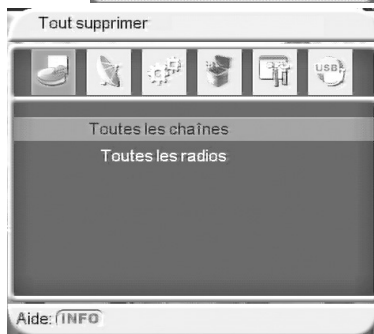 Tout supprimer
USB
Toutes les chaînes
Toutes les radios
Aide: INFO